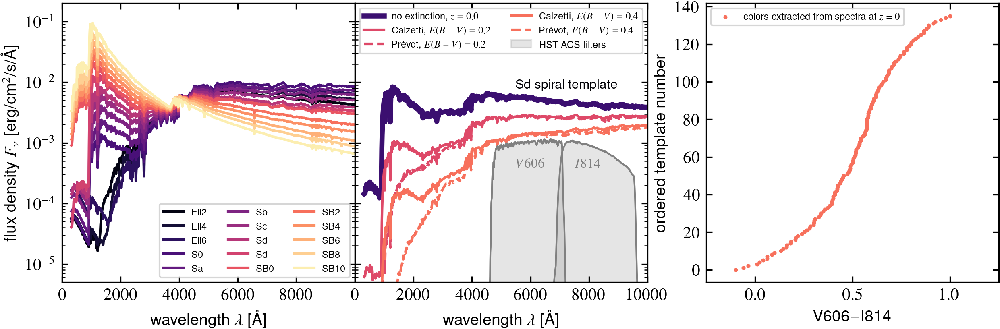 flux density Fν [erg/cm²/s/Å]
10⁻¹
10⁻²
10⁻³
10⁻⁴
10⁻⁵
Ell2
Ell4
Ell6
S0
Sa
Sb
Sc
Sd
Sd
SB0
SB2
SB4
SB6
SB8
SB10
0
2000
4000
6000
8000
wavelength λ [Å]
no extinction, z = 0.0
Calzetti, E(B − V) = 0.2
Prévot, E(B − V) = 0.2
Calzetti, E(B − V) = 0.4
Prévot, E(B − V) = 0.4
HST ACS filters
Sd spiral template
V606
I814
0
2000
4000
6000
8000
10000
wavelength λ [Å]
ordered template number
140
120
100
80
60
40
20
0
colors extracted from spectra at z = 0
0.0
0.5
1.0
V606−I814